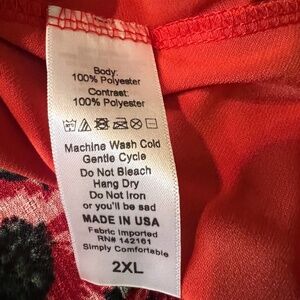 Body:
100% Polyester
Contrast:
100% Polyester
Machine Wash Cold
Gentle Cycle
Do Not Bleach
Hang Dry
Do Not Iron
or you'll be sad
MADE IN USA
Fabric Imported
RN# 142161
Simply Comfortable
2XL